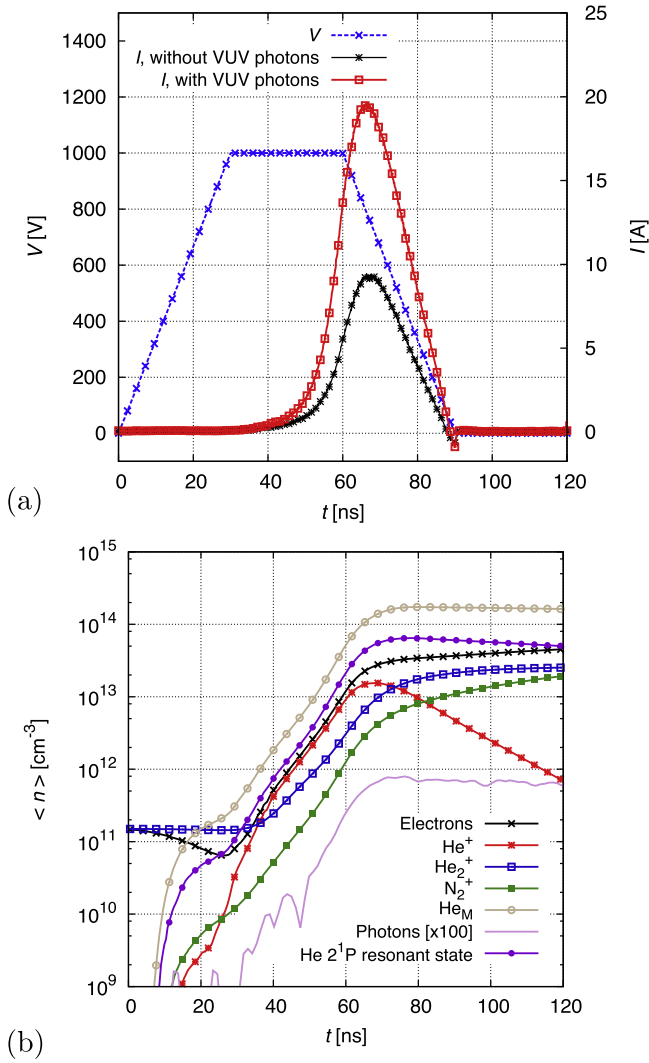 V
I, without VUV photons
I, with VUV photons
1400
1200
1000
800
600
400
200
0
V [V]
25
20
15
10
5
0
I [A]
0 20 40 60 80 100 120
t [ns]
(a)
10^15
10^14
10^13
10^12
10^11
10^10
10^9
< n > [cm^-3]
Electrons
He^+
He_2^+
N_2^+
He_M
Photons [x100]
He 2^1P resonant state
0 20 40 60 80 100 120
t [ns]
(b)